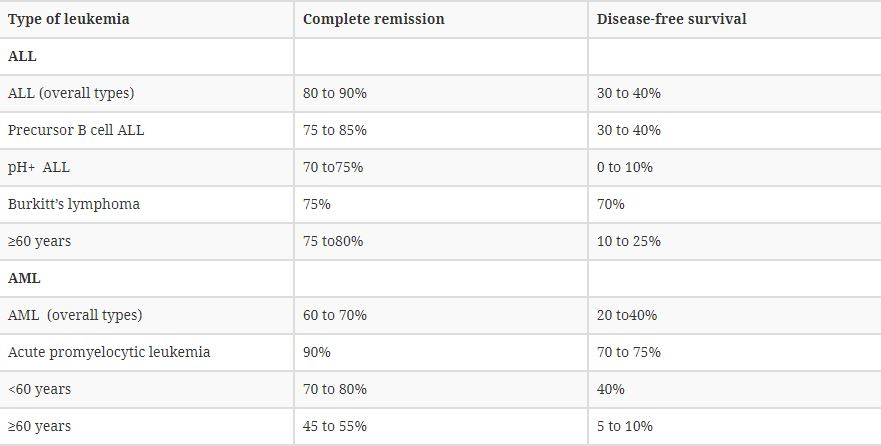 Type of leukemia Complete remission Disease-free survival
ALL
ALL (overall types) 80 to 90% 30 to 40%
Precursor B cell ALL 75 to 85% 30 to 40%
pH+  ALL 70 to75% 0 to 10%
Burkitt’s lymphoma 75% 70%
≥60 years 75 to80% 10 to 25%
AML
AML  (overall types) 60 to 70% 20 to40%
Acute promyelocytic leukemia 90% 70 to 75%
<60 years 70 to 80% 40%
≥60 years 45 to 55% 5 to 10%